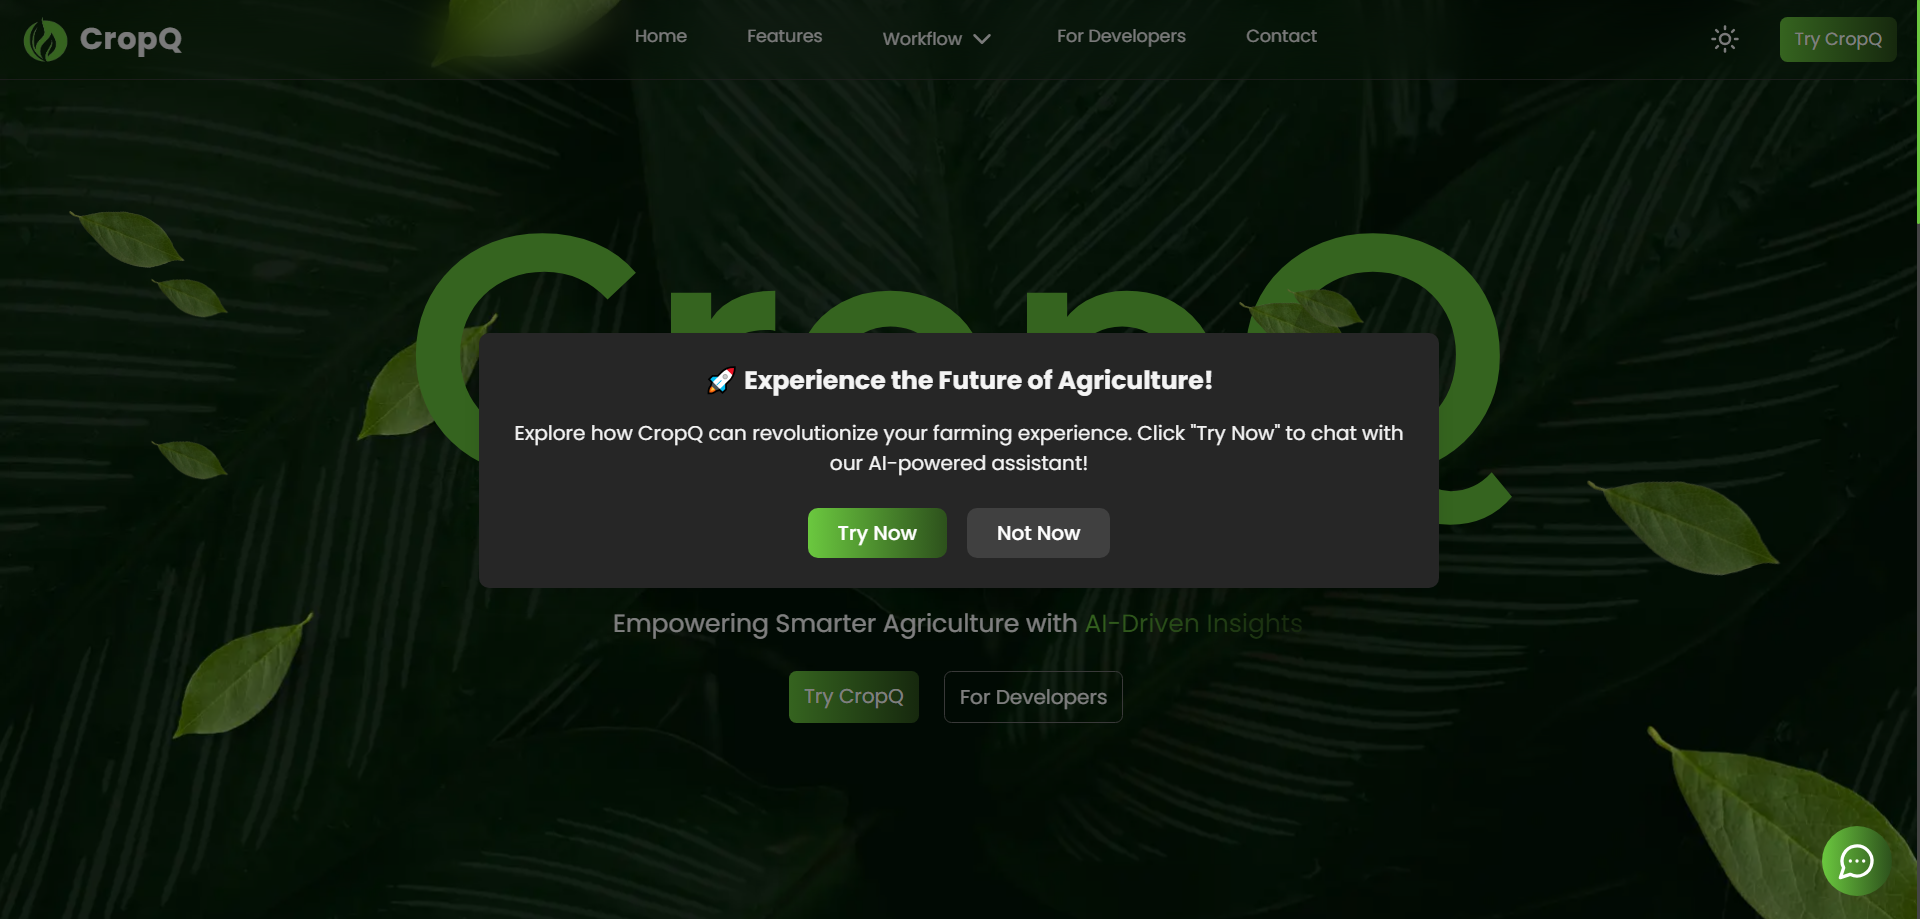 CropQ
Home
Features
Workflow
For Developers
Contact
Try CropQ
CropQ
🚀 Experience the Future of Agriculture!
Explore how CropQ can revolutionize your farming experience. Click "Try Now" to chat with
our AI-powered assistant!
Try Now
Not Now
Empowering Smarter Agriculture with AI-Driven Insights
Try CropQ
For Developers